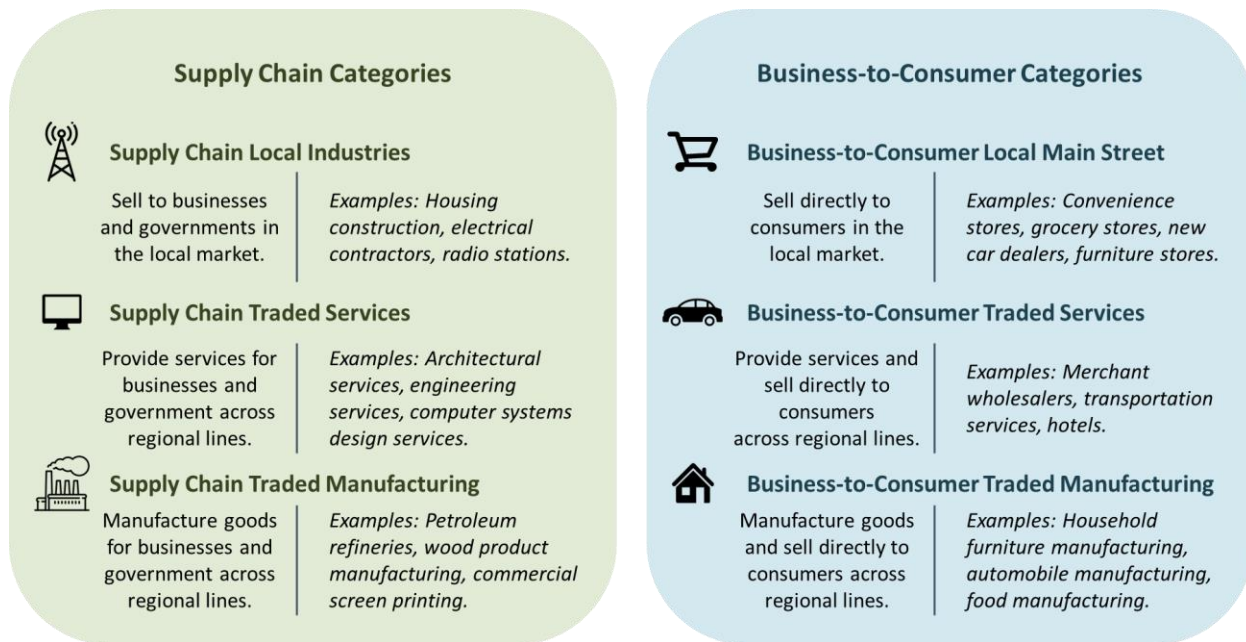 Supply Chain Categories
Supply Chain Local Industries
Sell to businesses
and governments in
the local market.
Examples: Housing
construction, electrical
contractors, radio stations.
Supply Chain Traded Services
Provide services for
businesses and
government across
regional lines.
Examples: Architectural
services, engineering
services, computer systems
design services.
Supply Chain Traded Manufacturing
Manufacture goods
for businesses and
government across
regional lines.
Examples: Petroleum
refineries, wood product
manufacturing, commercial
screen printing.
Business-to-Consumer Categories
Business-to-Consumer Local Main Street
Sell directly to
consumers in the
local market.
Examples: Convenience
stores, grocery stores, new
car dealers, furniture stores.
Business-to-Consumer Traded Services
Provide services and
sell directly to
consumers
across regional lines.
Examples: Merchant
wholesalers, transportation
services, hotels.
Business-to-Consumer Traded Manufacturing
Manufacture goods
and sell directly to
consumers across
regional lines.
Examples: Household
furniture manufacturing,
automobile manufacturing,
food manufacturing.